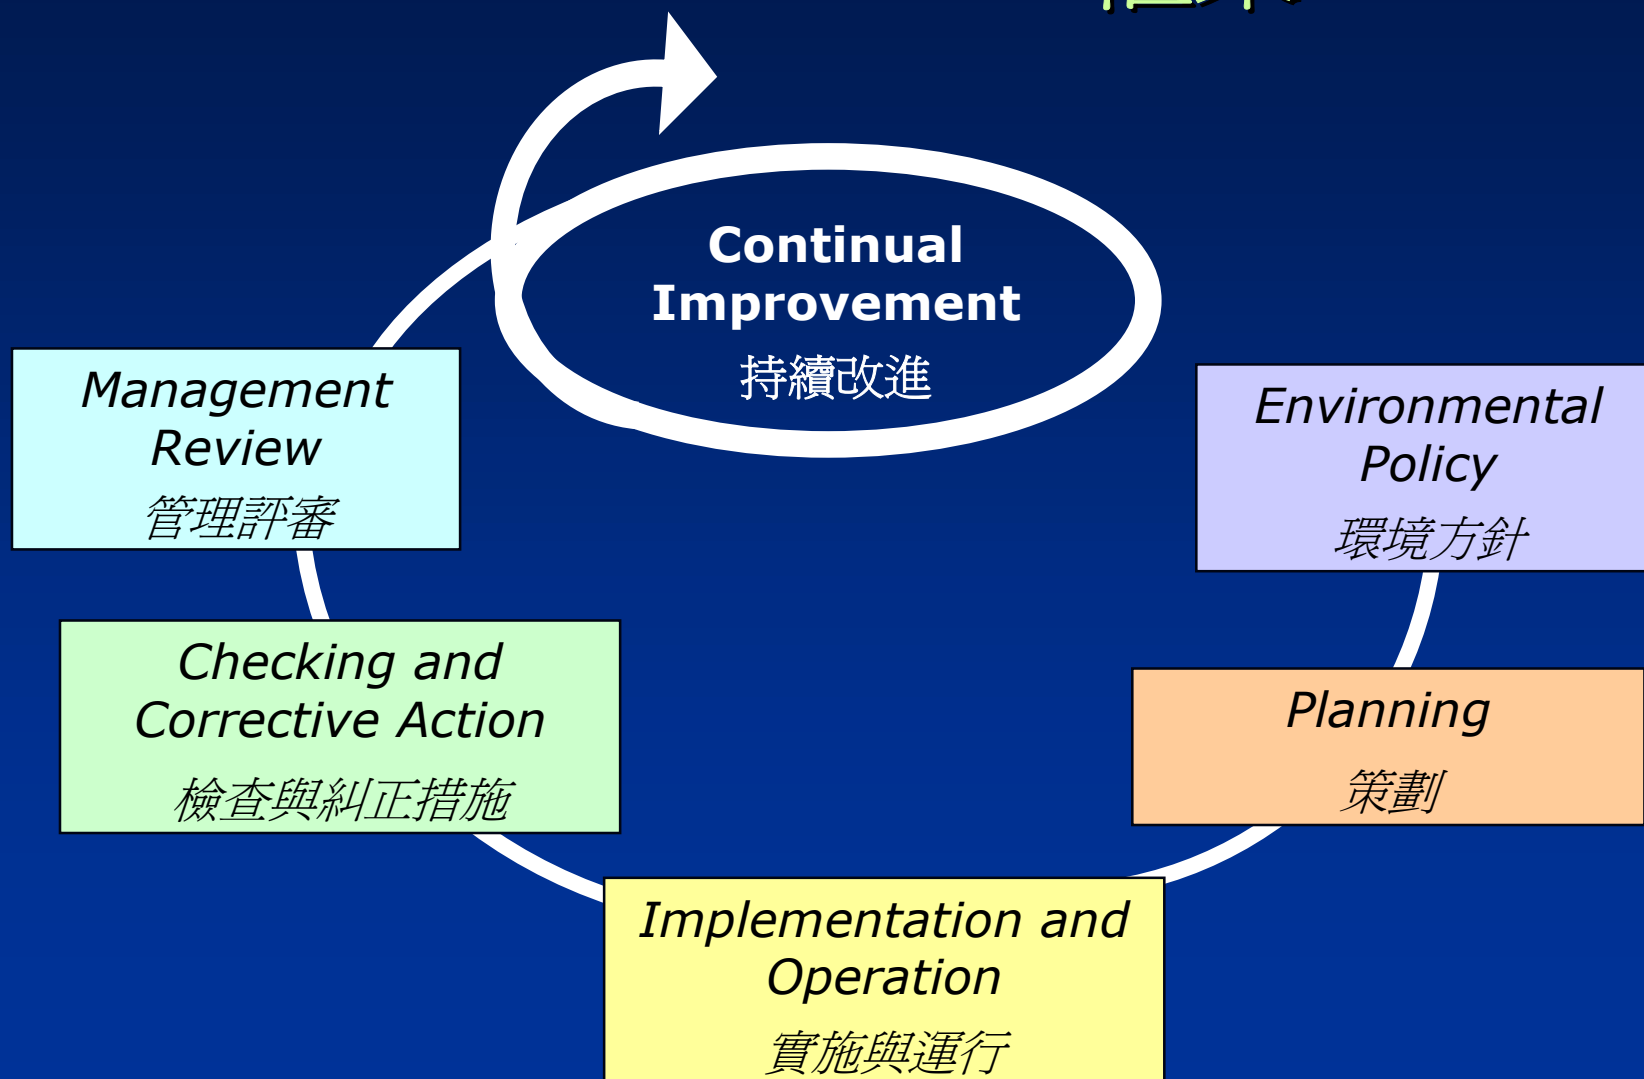 Continual
Improvement
持續改進
Management
Review
管理評審
Environmental
Policy
環境方針
Checking and
Corrective Action
檢查與糾正措施
Planning
策劃
Implementation and
Operation
實施與運行